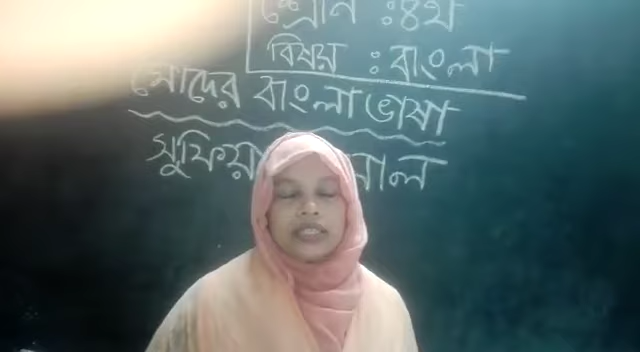 শ্রেণি : ৪র্থ
বিষয় : বাংলা
মোদের বাংলা ভাষা
সুফিয়া